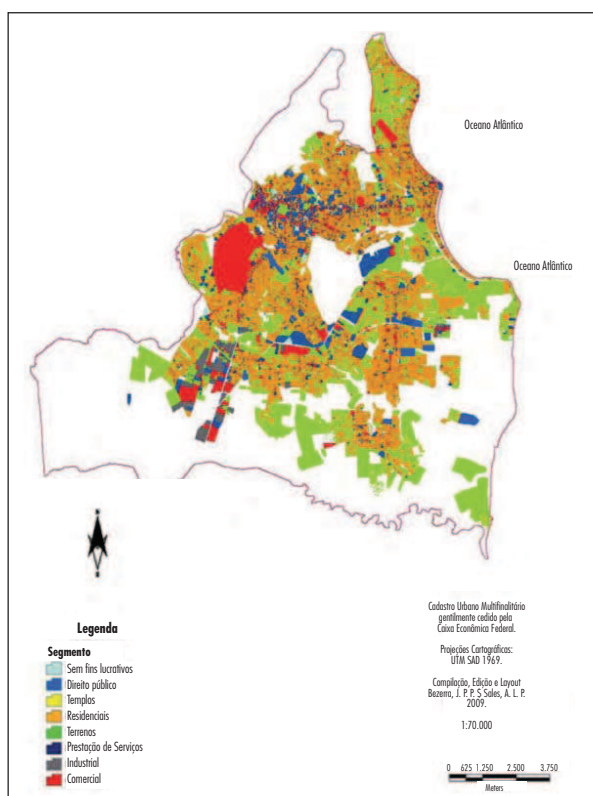 Oceano Atlântico
Oceano Atlântico
Legenda
Segmento
Sem fins lucrativos
Direito público
Templos
Residenciais
Terrenos
Prestação de Serviços
Industrial
Comercial
Cadastro Urbano Multifinalitário
gentilmente cedido pela
Caixa Econômica Federal.
Projeções Cartográficas:
UTM SAD 1969.
Compilação, Edição e Layout
Bezerra, J. P. P. S Sales, A. L. P.
2009.
1:70.000
0 625 1.250 2.500 3.750
Meters